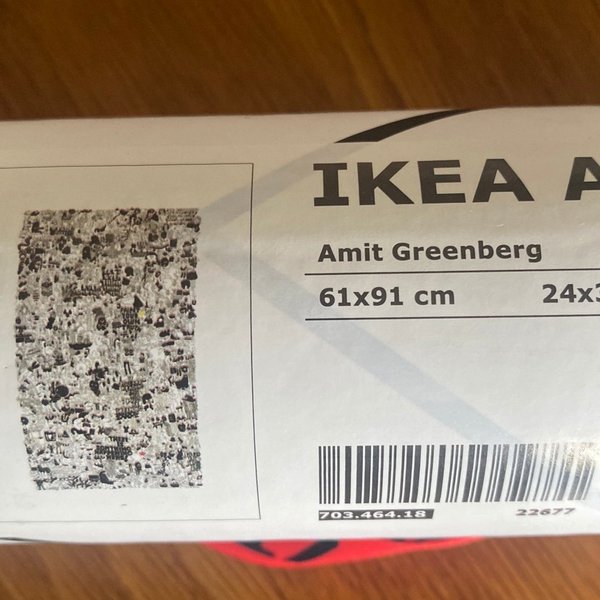 IKEA A
Amit Greenberg
61x91 cm 24x3
703.464.18 22677